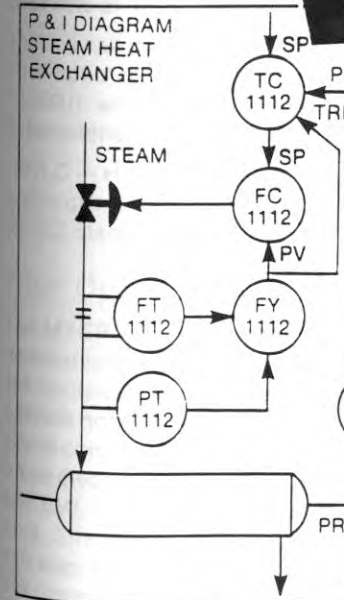 P & I DIAGRAM
STEAM HEAT
EXCHANGER
SP
TC
1112
STEAM
SP
FC
1112
PV
FT
1112
FY
1112
PT
1112